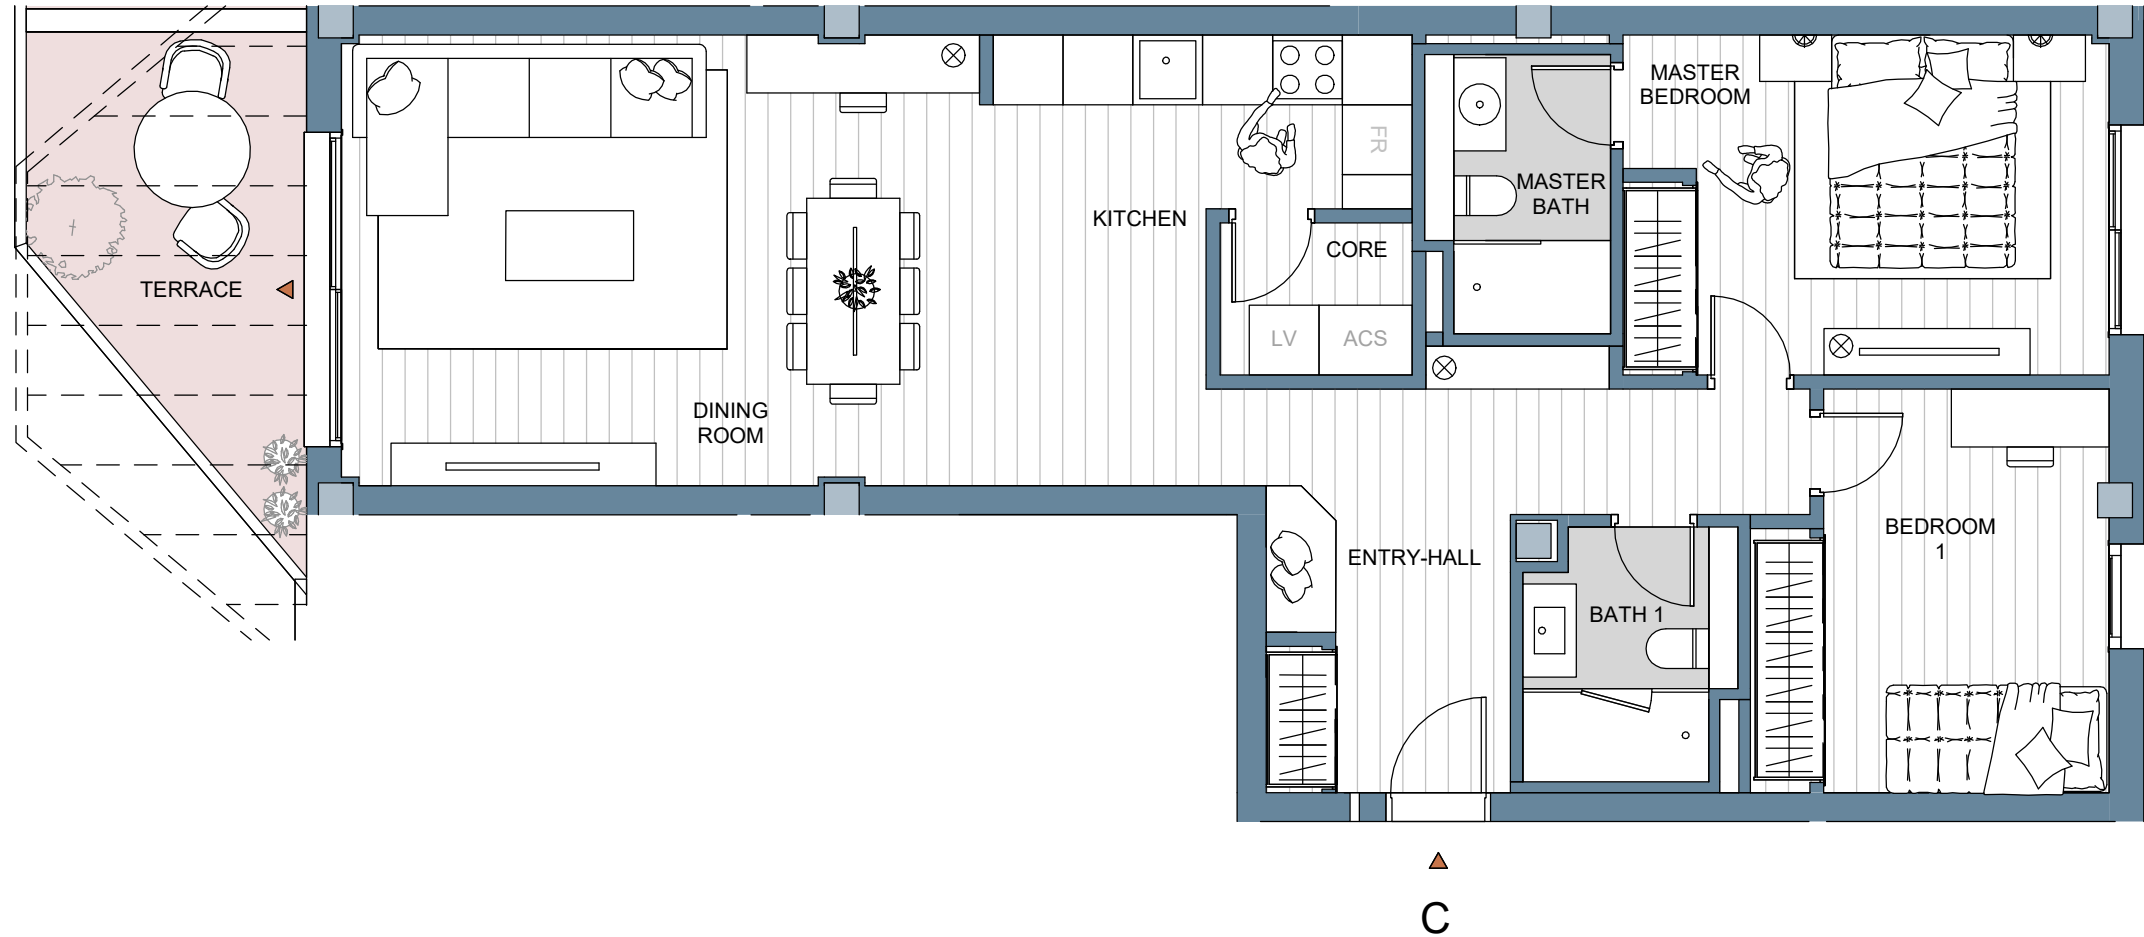 MASTER
BEDROOM
FR
MASTER
BATH
KITCHEN
CORE
TERRACE
LV
ACS
DINING
ROOM
BEDROOM
1
ENTRY-HALL
BATH 1
C